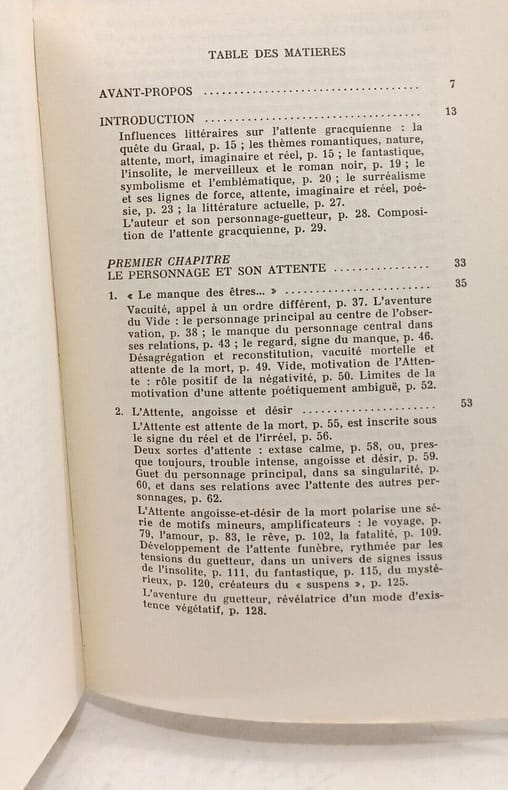 TABLE DES MATIERES
AVANT-PROPOS .................................... 7
INTRODUCTION .................................... 13
Influences littéraires sur l'attente gracquienne : la
quête du Graal, p. 15 ; les thèmes romantiques, nature,
attente, mort, imaginaire et réel, p. 15 ; le fantastique,
l'insolite, le merveilleux et le roman noir, p. 19 ; le
symbolisme et l'emblématique, p. 20 ; le surréalisme
et ses lignes de force, attente, imaginaire et réel, poé-
sie, p. 23 ; la littérature actuelle, p. 27.
L'auteur et son personnage-guetteur, p. 28. Composi-
tion de l'attente gracquienne, p. 29.
PREMIER CHAPITRE
LE PERSONNAGE ET SON ATTENTE ................ 33
1. « Le manque des êtres... » ........................ 35
Vacuité, appel à un ordre différent, p. 37. L'aventure
du Vide : le personnage principal au centre de l'obser-
vation, p. 38 ; le manque du personnage central dans
ses relations, p. 43 ; le regard, signe du manque, p. 46.
Désagrégation et reconstitution, vacuité mortelle et
attente de la mort, p. 49. Vide, motivation de l'Atten-
te : rôle positif de la négativité, p. 50. Limites de la
motivation d'une attente poétiquement ambiguë, p. 52.
2. L'Attente, angoisse et désir ...................... 53
L'Attente est attente de la mort, p. 55, est inscrite sous
le signe du réel et de l'irréel, p. 56.
Deux sortes d'attente : extase calme, p. 58, ou, pres-
que toujours, trouble intense, angoisse et désir, p. 59.
Guet du personnage principal, dans sa singularité, p.
60, et dans ses relations avec l'attente des autres per-
sonnages, p. 62.
L'Attente angoisse-et-désir de la mort polarise une sé-
rie de motifs mineurs, amplificateurs : le voyage, p.
79, l'amour, p. 83, le rêve, p. 102, la fatalité, p. 109.
Développement de l'attente funèbre, rythmée par les
tensions du guetteur, dans un univers de signes issus
de l'insolite, p. 111, du fantastique, p. 115, du mysté-
rieux, p. 120, créateurs du « suspens », p. 125.
L'aventure du guetteur, révélatrice d'un mode d'exis-
tence végétatif, p. 128.